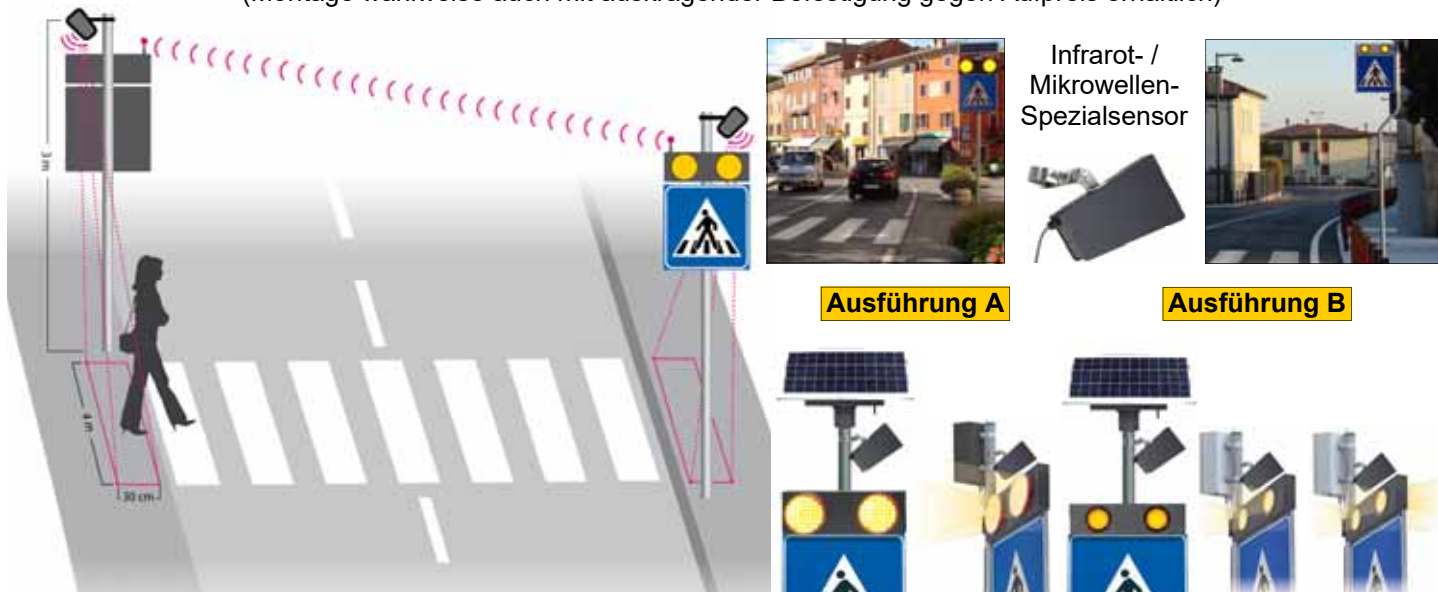 (Montage wahlweise auch mit auskragender Befestigung gegen Aufpreis erhältlich)
3 m
4 m
30 cm
Infrarot- /
Mikrowellen-
Spezialsensor
Ausführung A
Ausführung B